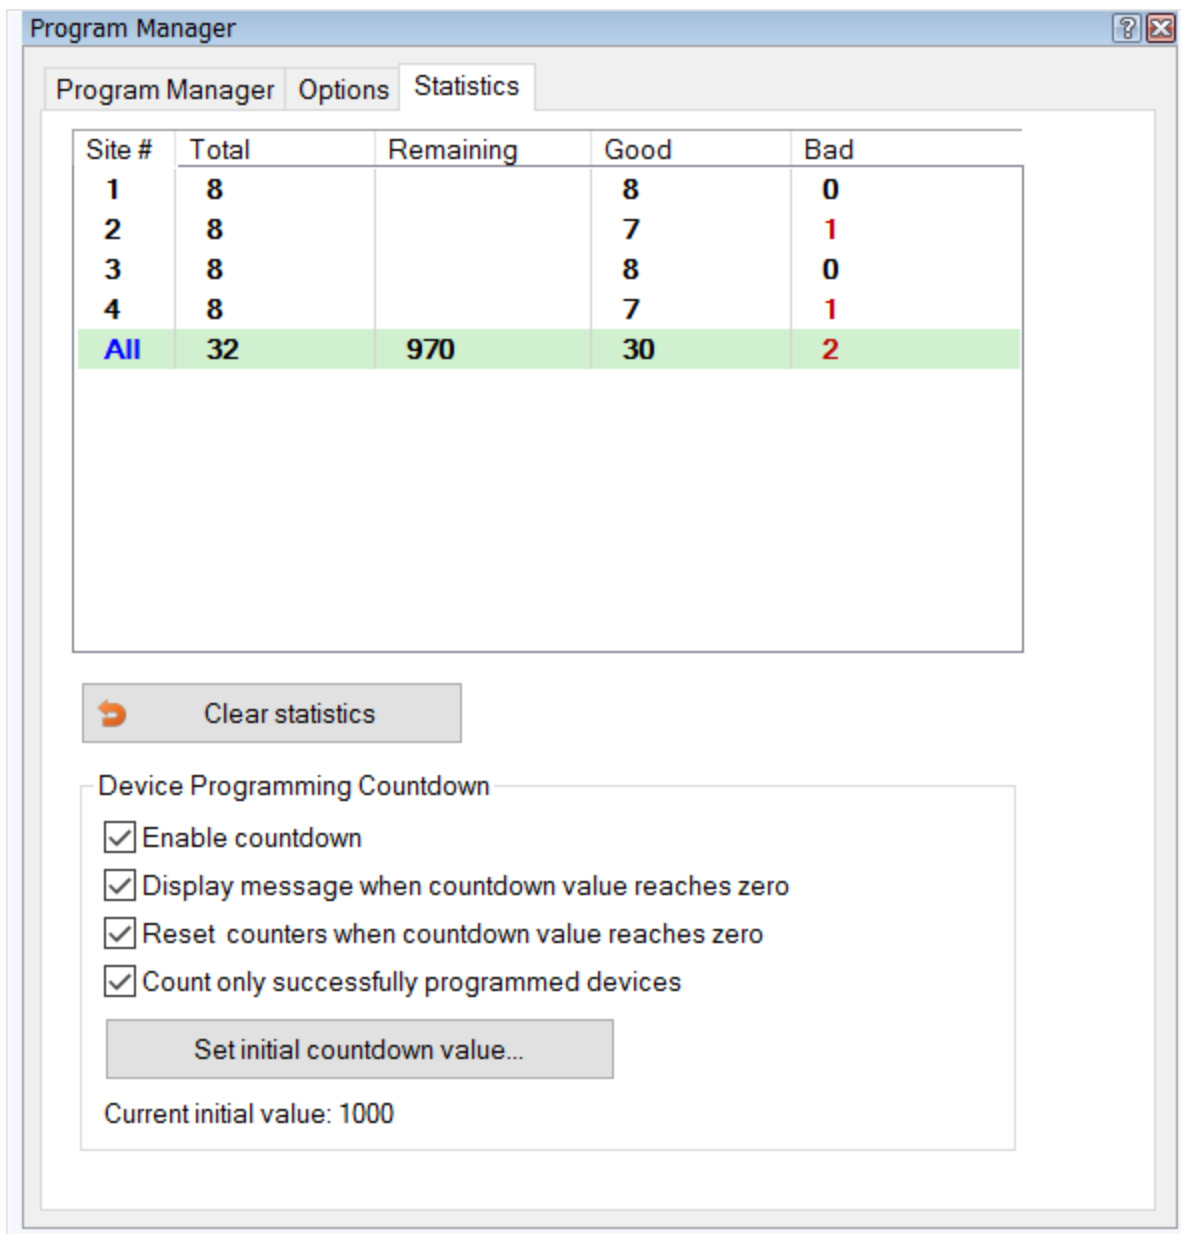 Program Manager
Program Manager Options Statistics
Site # Total Remaining Good Bad
1 8 8 0
2 8 7 1
3 8 8 0
4 8 7 1
All 32 970 30 2
Clear statistics
Device Programming Countdown
Enable countdown
Display message when countdown value reaches zero
Reset counters when countdown value reaches zero
Count only successfully programmed devices
Set initial countdown value...
Current initial value: 1000